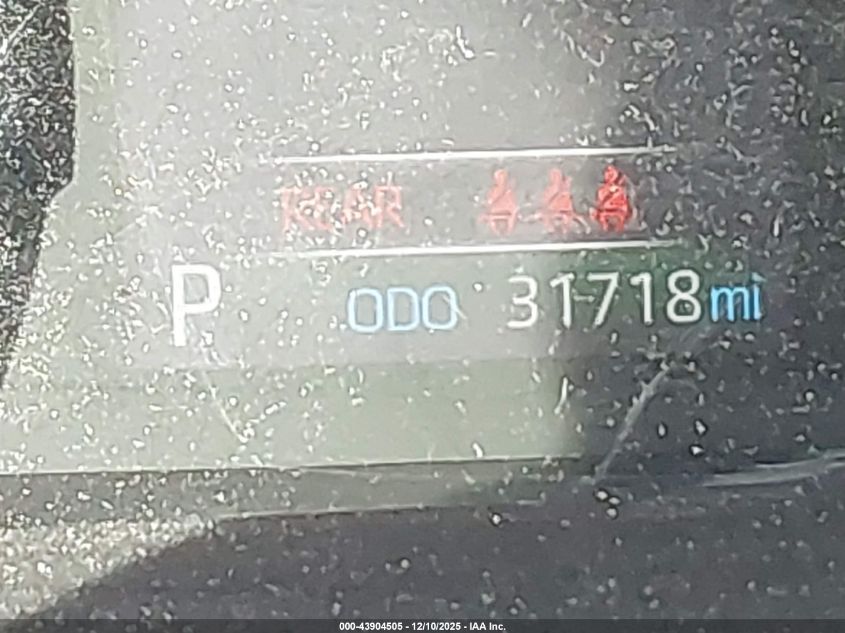 REAR
P ODO 31718mi
000-43904505 - 12/10/2025 - IAA Inc.